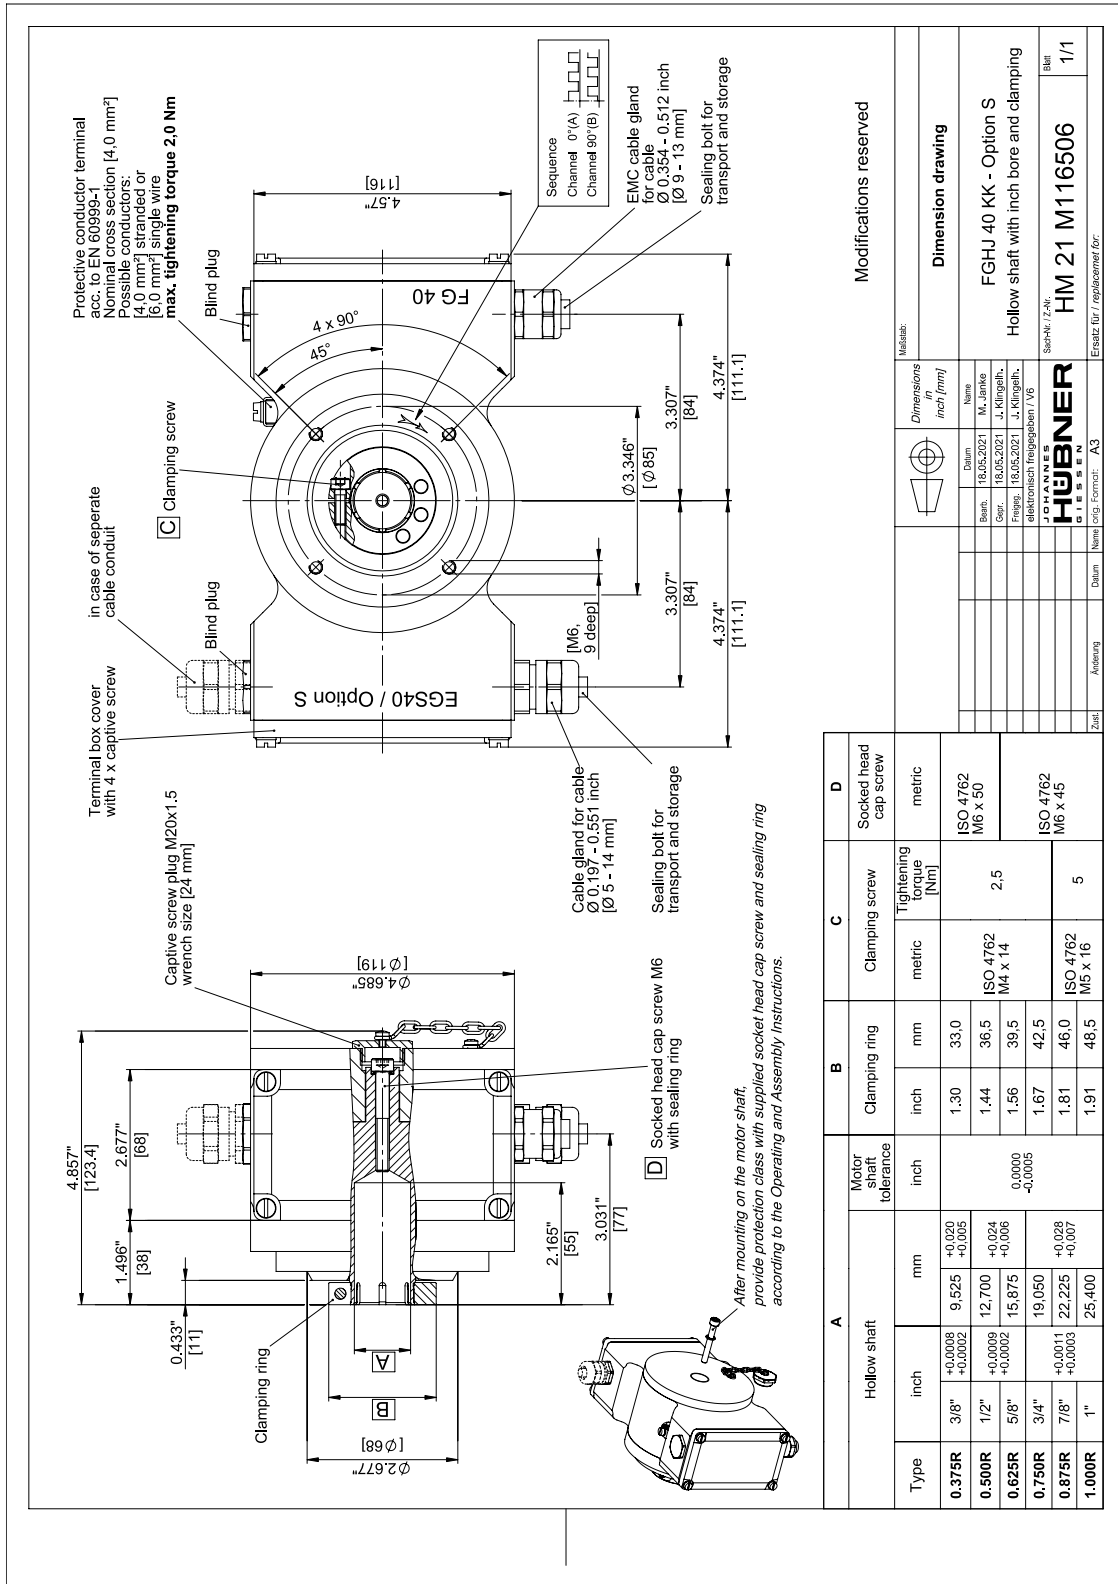 Protective conductor terminal
acc. to EN 60999-1
Nominal cross section [4,0 mm²]
Possible conductors:
[4,0 mm²] stranded or
[6,0 mm²] single wire
max. tightening torque 2,0 Nm
Blind plug
C Clamping screw
in case of seperate
cable conduit
Blind plug
Terminal box cover
with 4 x captive screw
Captive screw plug M20x1.5
wrench size [24 mm]
4.57"
[116]
FG 40
4 x 90°
45°
Sequence
Channel 0°(A)
Channel 90°(B)
EMC cable gland
for cable
Ø 0.354 - 0.512 inch
[Ø 9 - 13 mm]
Sealing bolt for
transport and storage
EGS40 / Option S
[M6,
9 deep]
Ø3.346"
[Ø85]
3.307"
[84]
3.307"
[84]
4.374"
[111.1]
4.374"
[111.1]
Cable gland for cable
Ø 0.197 - 0.551 inch
[Ø 5 - 14 mm]
Sealing bolt for
transport and storage
4.857"
[123.4]
2.677"
[68]
1.496"
[38]
0.433"
[11]
Clamping ring
Ø4.685"
[Ø119]
A
B
Ø2.677"
[Ø68]
2.165"
[55]
3.031"
[77]
D Socked head cap screw M6
with sealing ring
After mounting on the motor shaft,
provide protection class with supplied socket head cap screw and sealing ring
according to the Operating and Assembly Instructions.
Modifications reserved
A B C D
Type Hollow shaft Motor shaft tolerance Clamping ring Clamping screw Socked head cap screw
inch mm inch inch mm metric Tightening torque [Nm] metric
0.375R 3/8" +0.0008 +0.0002 9,525 +0,020 +0,005 0.0000 -0.0005 1.30 33,0 ISO 4762 M4 x 14 2,5 ISO 4762 M6 x 50
0.500R 1/2" +0.0009 +0.0002 12,700 +0,024 +0,006 1.44 36,5
0.625R 5/8" 15,875 1.56 39,5 ISO 4762 M6 x 45
0.750R 3/4" +0.0011 +0.0003 19,050 +0,028 +0,007 1.67 42,5
0.875R 7/8" 22,225 1.81 46,0 ISO 4762 M5 x 16 5
1.000R 1" 25,400 1.91 48,5
Dimensions
in
inch [mm]
Maßstab:
Dimension drawing
Datum Name
Bearb. 18.05.2021 M. Janke
Gepr. 18.05.2021 J. Klingelh.
Freigeg. 18.05.2021 J. Klingelh.
elektronisch freigegeben / V6
FGHJ 40 KK - Option S
Hollow shaft with inch bore and clamping
JOHANNES
HÜBNER
GIESSEN
Sach-Nr. / Z.-Nr.
HM 21 M116506
Blatt
1/1
Zust. Änderung Datum Name orig. Format: A3 Ersatz für / replacemet for: